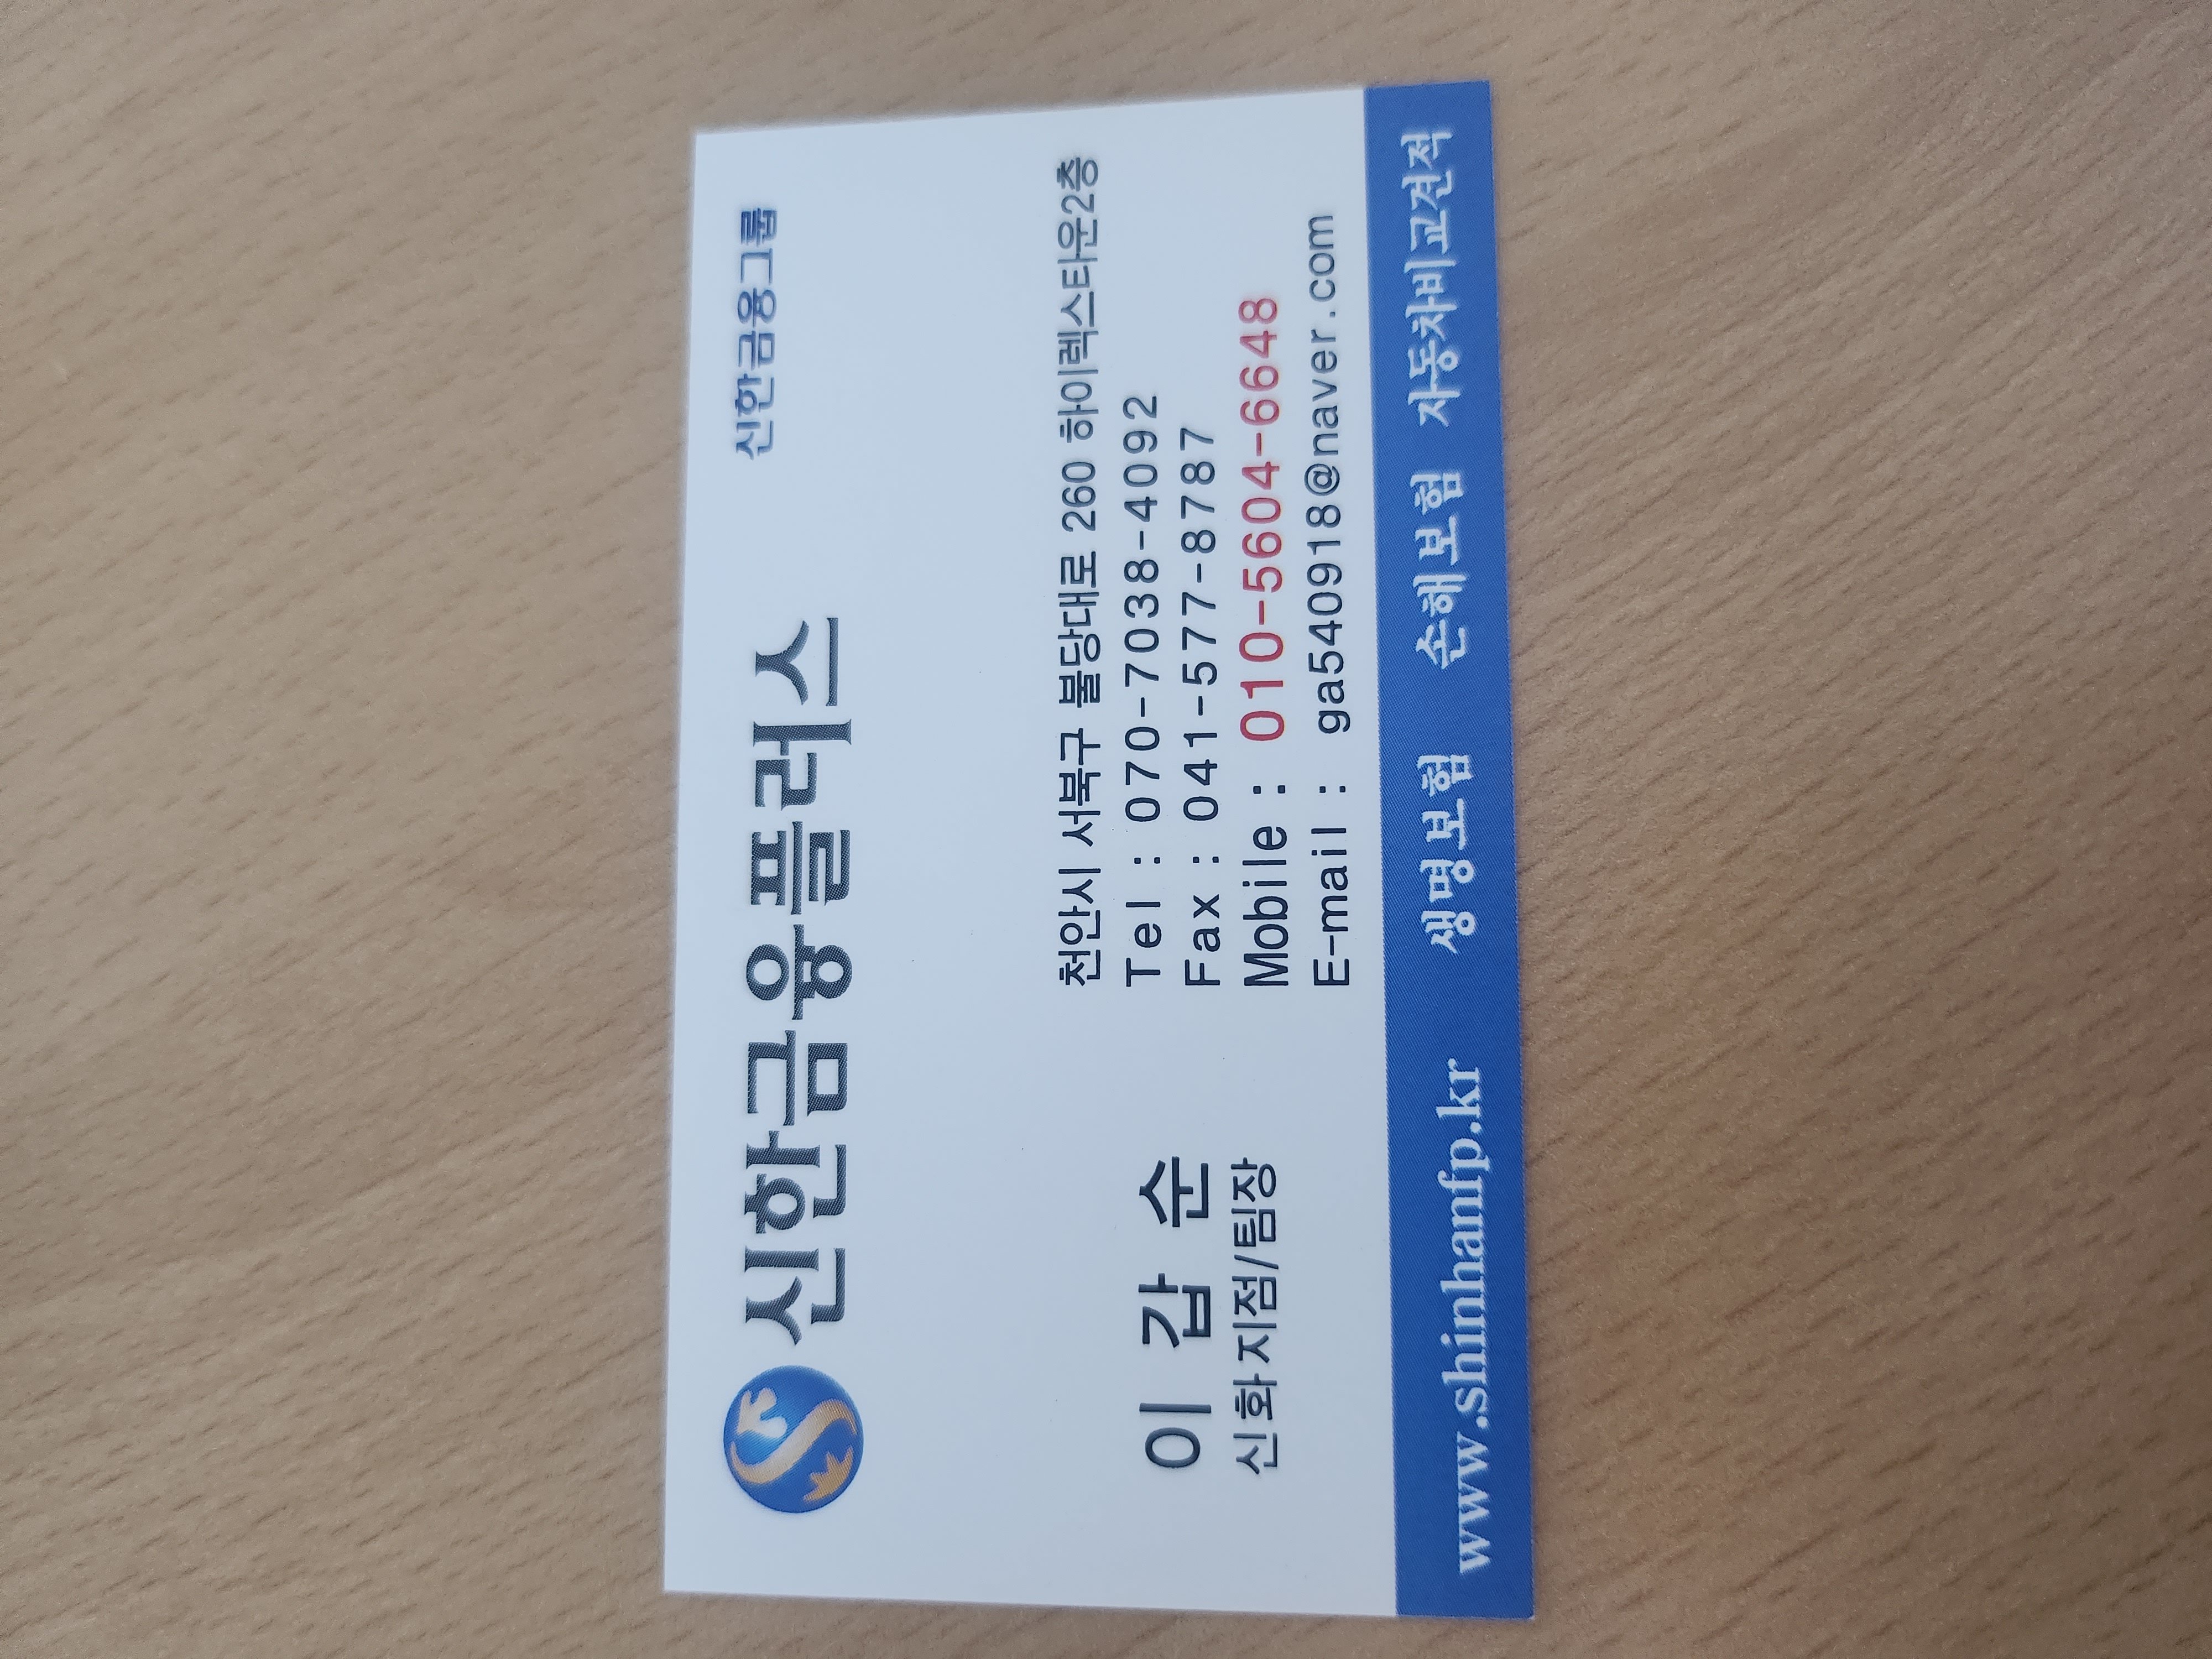 신한금융플러스
신한금융그룹
이 갑 순
신화지점/팀장
천안시 서북구 불당대로 260 하이렉스타운2층
Tel : 070-7038-4092
Fax : 041-577-8787
Mobile : 010-5604-6648
E-mail : ga540918@naver.com
www.shinhanfp.kr 생명보험 손해보험 자동차비교견적